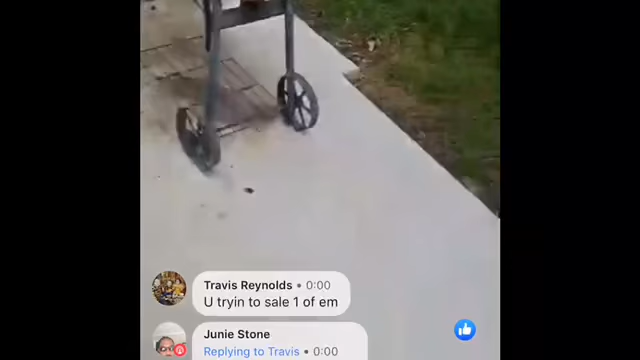 Travis Reynolds • 0:00
U tryin to sale 1 of em
Junie Stone
Replying to Travis • 0:00